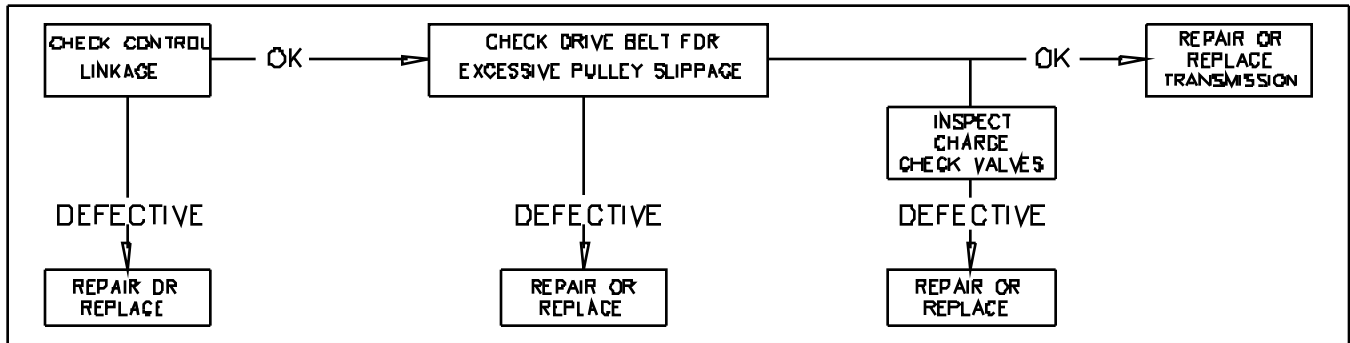 CHECK CONTROL
LINKAGE
OK
CHECK DRIVE BELT FOR
EXCESSIVE PULLEY SLIPPAGE
OK
REPAIR OR
REPLACE
TRANSMISSION
INSPECT
CHARGE
CHECK VALVES
DEFECTIVE
DEFECTIVE
DEFECTIVE
REPAIR OR
REPLACE
REPAIR OR
REPLACE
REPAIR OR
REPLACE